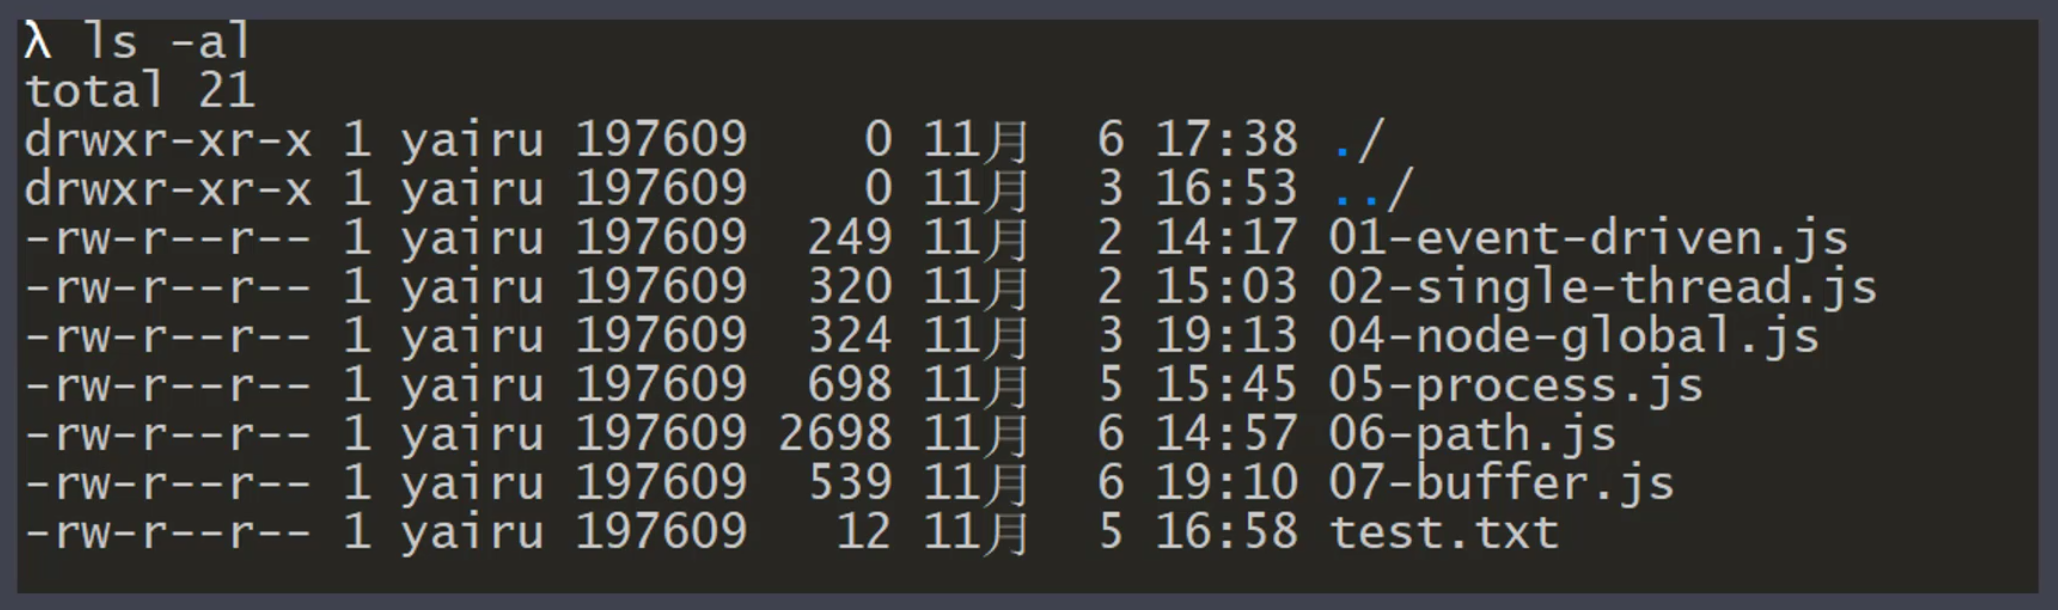 λ ls -al
total 21
drwxr-xr-x 1 yairu 197609    0 11月  6 17:38 ./
drwxr-xr-x 1 yairu 197609    0 11月  3 16:53 ../
-rw-r--r-- 1 yairu 197609  249 11月  2 14:17 01-event-driven.js
-rw-r--r-- 1 yairu 197609  320 11月  2 15:03 02-single-thread.js
-rw-r--r-- 1 yairu 197609  324 11月  3 19:13 04-node-global.js
-rw-r--r-- 1 yairu 197609  698 11月  5 15:45 05-process.js
-rw-r--r-- 1 yairu 197609 2698 11月  6 14:57 06-path.js
-rw-r--r-- 1 yairu 197609  539 11月  6 19:10 07-buffer.js
-rw-r--r-- 1 yairu 197609   12 11月  5 16:58 test.txt